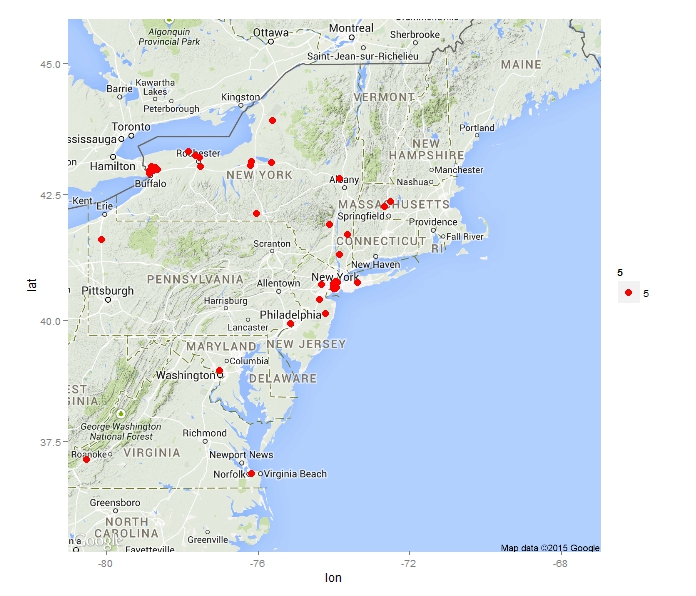 Algonquin
Provincial Park
Ottawa
Montreal
Sherbrooke
Saint-Jean-sur-Richelieu
MAINE
45.0
Barrie
Kawartha
Lakes
Peterborough
Kingston
VERMONT
Toronto
ssissauga
Hamilton
Rochester
Portland
NEW
HAMPSHIRE
Buffalo
NEW YORK
Albany
Manchester
Nashua
42.5
Kent
Erie
MASSACHUSETTS
Springfield
Providence
Fall River
Scranton
CONNECTICUT
RI
New Haven
PENNSYLVANIA
Allentown
New York
Pittsburgh
Harrisburg
Philadelphia
Lancaster
40.0
MARYLAND
NEW JERSEY
Columbia
Washington
DELAWARE
EST
GINIA
George Washington
National Forest
Richmond
37.5
Roanoke
VIRGINIA
Newport News
Norfolk
Virginia Beach
Greensboro
NORTH
CAROLINA
Greenville
Fayetteville
Google
Map data ©2015 Google
-80
-76
-72
-68
lon
lat
5
5